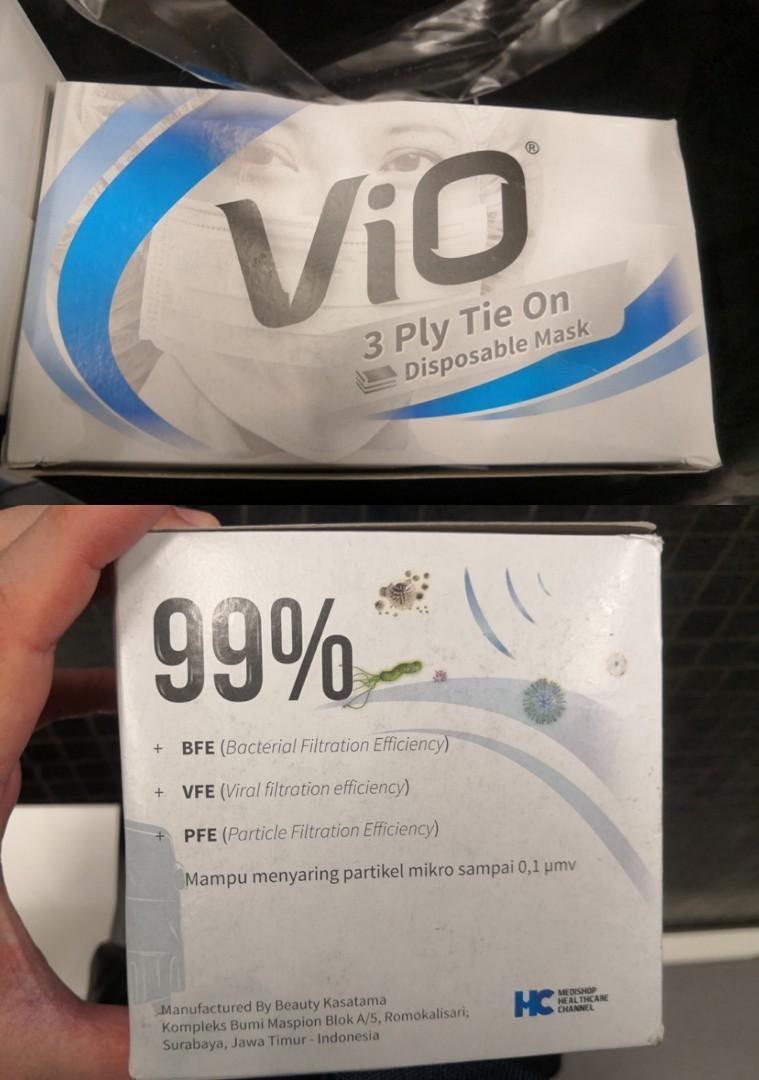 ViO®
3 Ply Tie On
Disposable Mask
99%
+ BFE (Bacterial Filtration Efficiency)
+ VFE (Viral filtration efficiency)
+ PFE (Particle Filtration Efficiency)
Mampu menyaring partikel mikro sampai 0,1 µmv
Manufactured By Beauty Kasatama
Kompleks Bumi Maspion Blok A/5, Romokalisari;
Surabaya, Jawa Timur - Indonesia
HC MEDISHOP
HEALTHCARE
CHANNEL